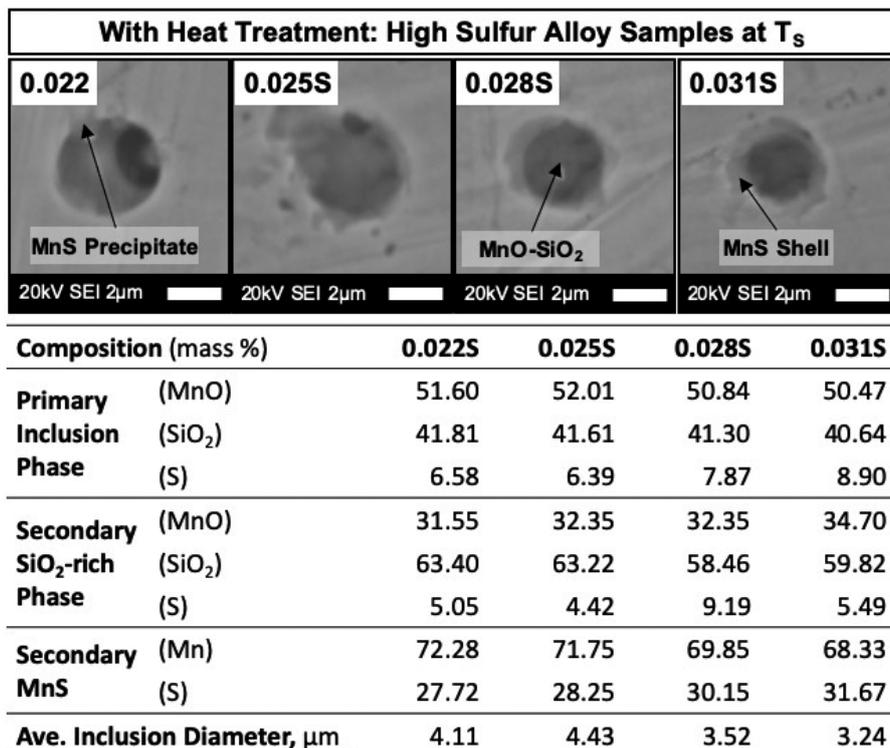 With Heat Treatment: High Sulfur Alloy Samples at TS
0.022 0.025S 0.028S 0.031S
MnS Precipitate MnO-SiO2 MnS Shell
20kV SEI 2μm 20kV SEI 2μm 20kV SEI 2μm 20kV SEI 2μm
Composition (mass %) 0.022S 0.025S 0.028S 0.031S
Primary Inclusion Phase (MnO) 51.60 52.01 50.84 50.47
(SiO2) 41.81 41.61 41.30 40.64
(S) 6.58 6.39 7.87 8.90
Secondary SiO2-rich Phase (MnO) 31.55 32.35 32.35 34.70
(SiO2) 63.40 63.22 58.46 59.82
(S) 5.05 4.42 9.19 5.49
Secondary MnS (Mn) 72.28 71.75 69.85 68.33
(S) 27.72 28.25 30.15 31.67
Ave. Inclusion Diameter, μm 4.11 4.43 3.52 3.24